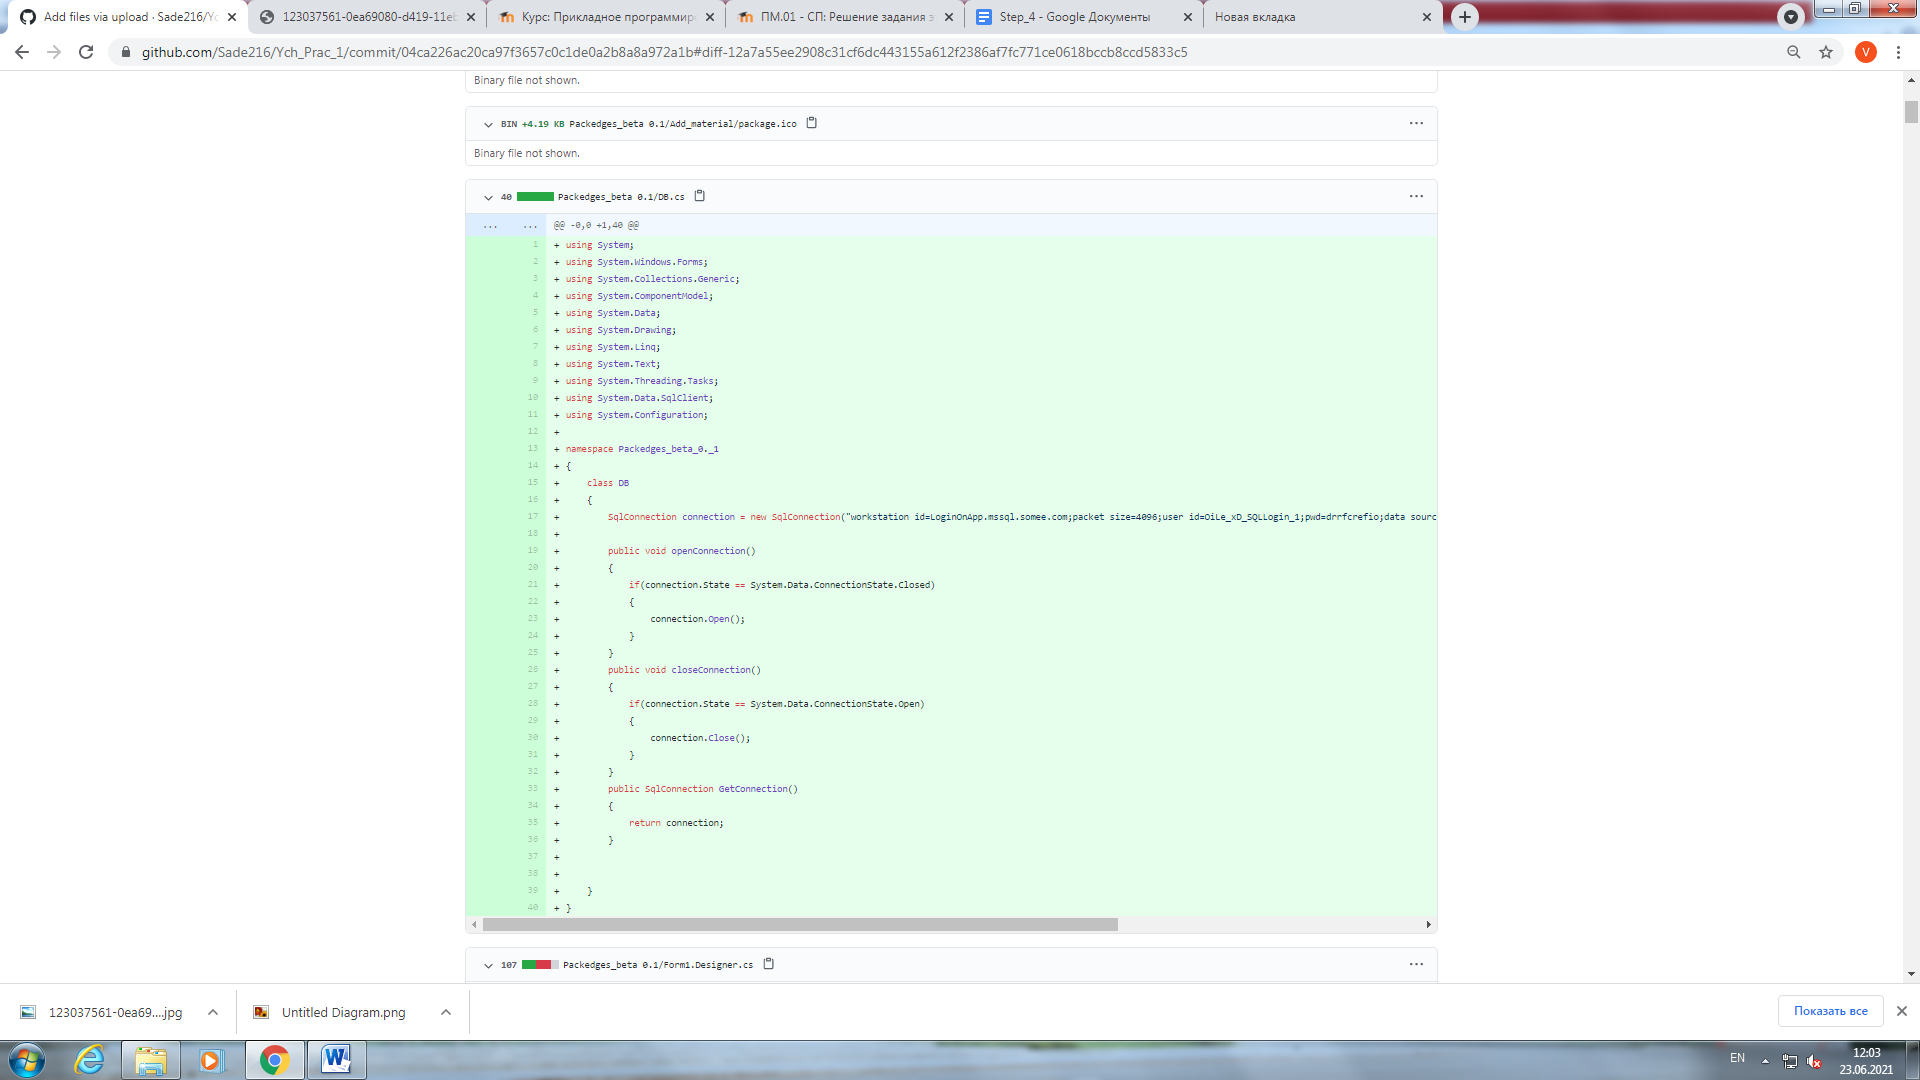 Add files via upload · Sade216/Yc
123037561-0ea69080-d419-11eb
Курс: Прикладное программир
ПМ.01 - СП: Решение задания э
Step_4 - Google Документы
Новая вкладка
github.com/Sade216/Ych_Prac_1/commit/04ca226ac20ca97f3657c0c1de0a2b8a8a972a1b#diff-12a7a55ee2908c31cf6dc443155a612f2386af7fc771ce0618bccb8ccd5833c5
V
Binary file not shown.
BIN +4.19 KB Packedges_beta 0.1/Add_material/package.ico
Binary file not shown.
40 Packedges_beta 0.1/DB.cs
... ... @@ -0,0 +1,40 @@
1 + using System;
2 + using System.Windows.Forms;
3 + using System.Collections.Generic;
4 + using System.ComponentModel;
5 + using System.Data;
6 + using System.Drawing;
7 + using System.Linq;
8 + using System.Text;
9 + using System.Threading.Tasks;
10 + using System.Data.SqlClient;
11 + using System.Configuration;
12 +
13 + namespace Packedges_beta_0._1
14 + {
15 + class DB
16 + {
17 + SqlConnection connection = new SqlConnection("workstation id=LoginOnApp.mssql.somee.com;packet size=4096;user id=OiLe_xD_SQLLogin_1;pwd=drrfcrefio;data sourc
18 +
19 + public void openConnection()
20 + {
21 + if(connection.State == System.Data.ConnectionState.Closed)
22 + {
23 + connection.Open();
24 + }
25 + }
26 + public void closeConnection()
27 + {
28 + if(connection.State == System.Data.ConnectionState.Open)
29 + {
30 + connection.Close();
31 + }
32 + }
33 + public SqlConnection GetConnection()
34 + {
35 + return connection;
36 + }
37 +
38 +
39 + }
40 + }
107 Packedges_beta 0.1/Form1.Designer.cs
123037561-0ea69....jpg
Untitled Diagram.png
Показать все
EN
12:03
23.06.2021